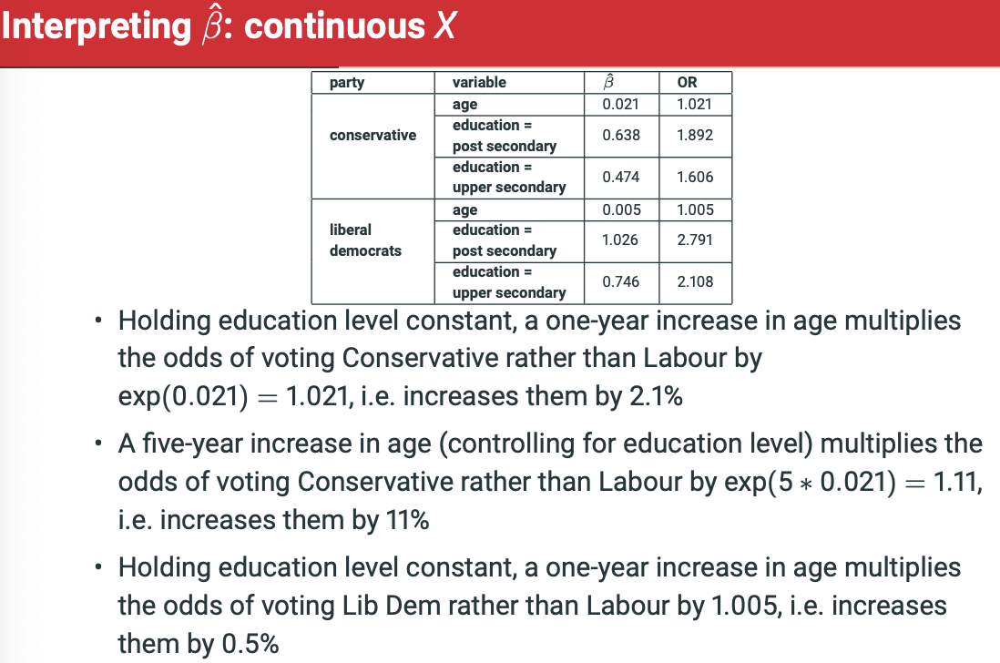 Interpreting β̂: continuous X
party variable β̂ OR
age 0.021 1.021
conservative
education =
post secondary 0.638 1.892
education =
upper secondary 0.474 1.606
age 0.005 1.005
liberal
democrats
education =
post secondary 1.026 2.791
education =
upper secondary 0.746 2.108
• Holding education level constant, a one-year increase in age multiplies
the odds of voting Conservative rather than Labour by
exp(0.021) = 1.021, i.e. increases them by 2.1%
• A five-year increase in age (controlling for education level) multiplies the
odds of voting Conservative rather than Labour by exp(5 ∗ 0.021) = 1.11,
i.e. increases them by 11%
• Holding education level constant, a one-year increase in age multiplies
the odds of voting Lib Dem rather than Labour by 1.005, i.e. increases
them by 0.5%